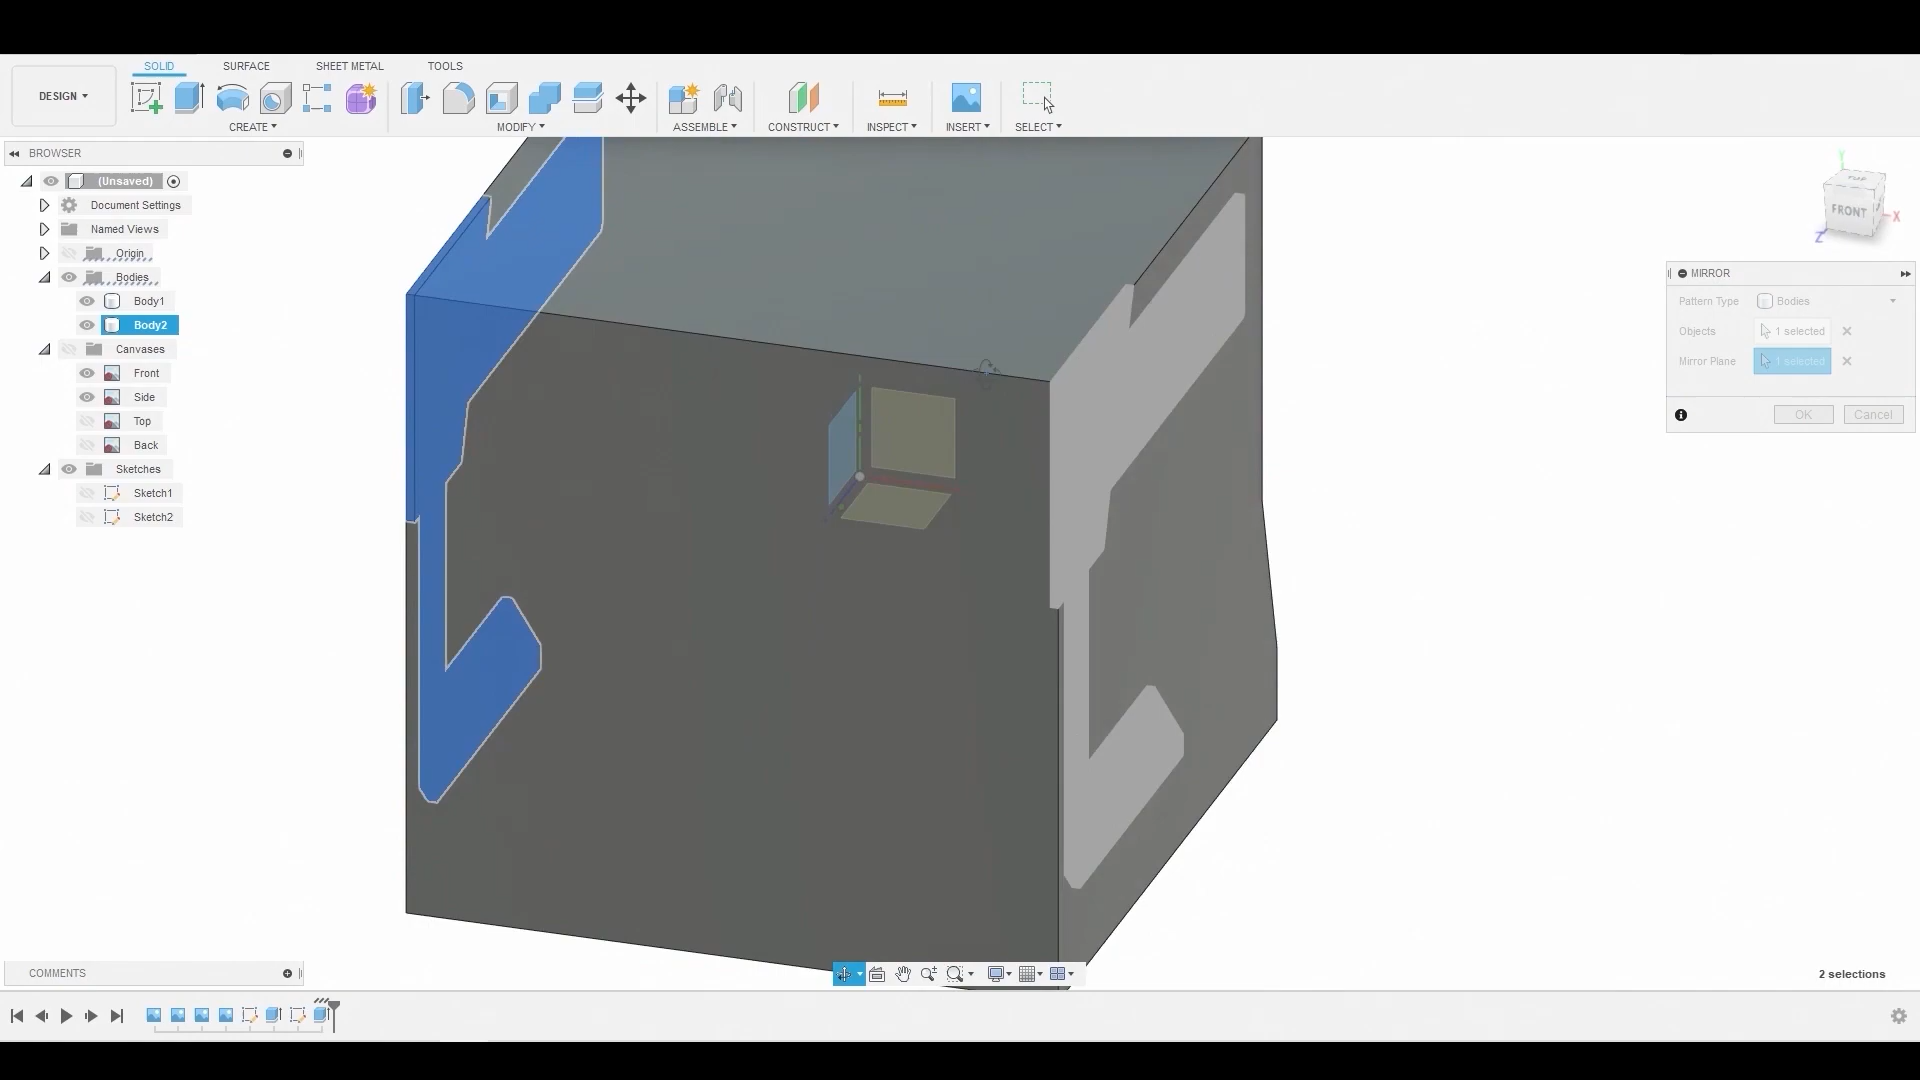 SOLID SURFACE SHEET METAL TOOLS
DESIGN
CREATE MODIFY ASSEMBLE CONSTRUCT INSPECT INSERT SELECT
BROWSER
(Unsaved)
Document Settings
Named Views
Origin
Bodies
Body1
Body2
Canvases
Front
Side
Top
Back
Sketches
Sketch1
Sketch2
Y
TOP
FRONT
X
Z
MIRROR
Pattern Type Bodies
Objects 1 selected
Mirror Plane 1 selected
OK Cancel
COMMENTS
2 selections